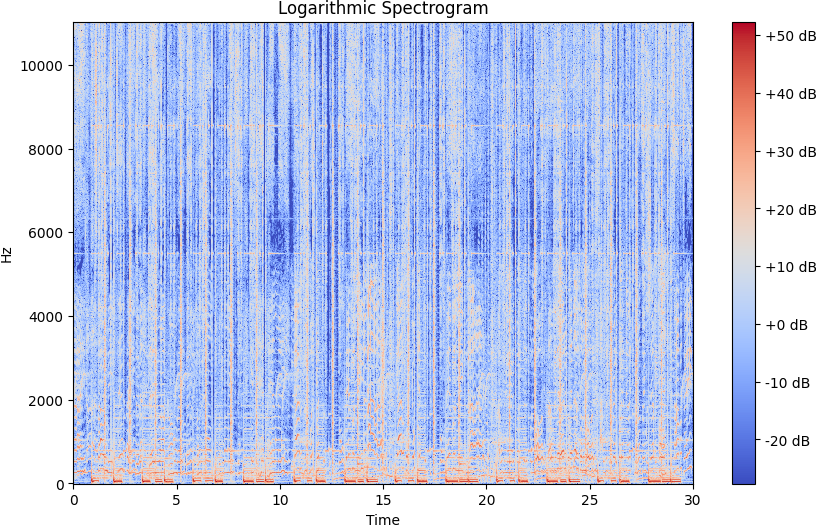 Logarithmic Spectrogram
10000
8000
6000
4000
2000
0
Hz
0 5 10 15 20 25 30
Time
+50 dB
+40 dB
+30 dB
+20 dB
+10 dB
+0 dB
-10 dB
-20 dB